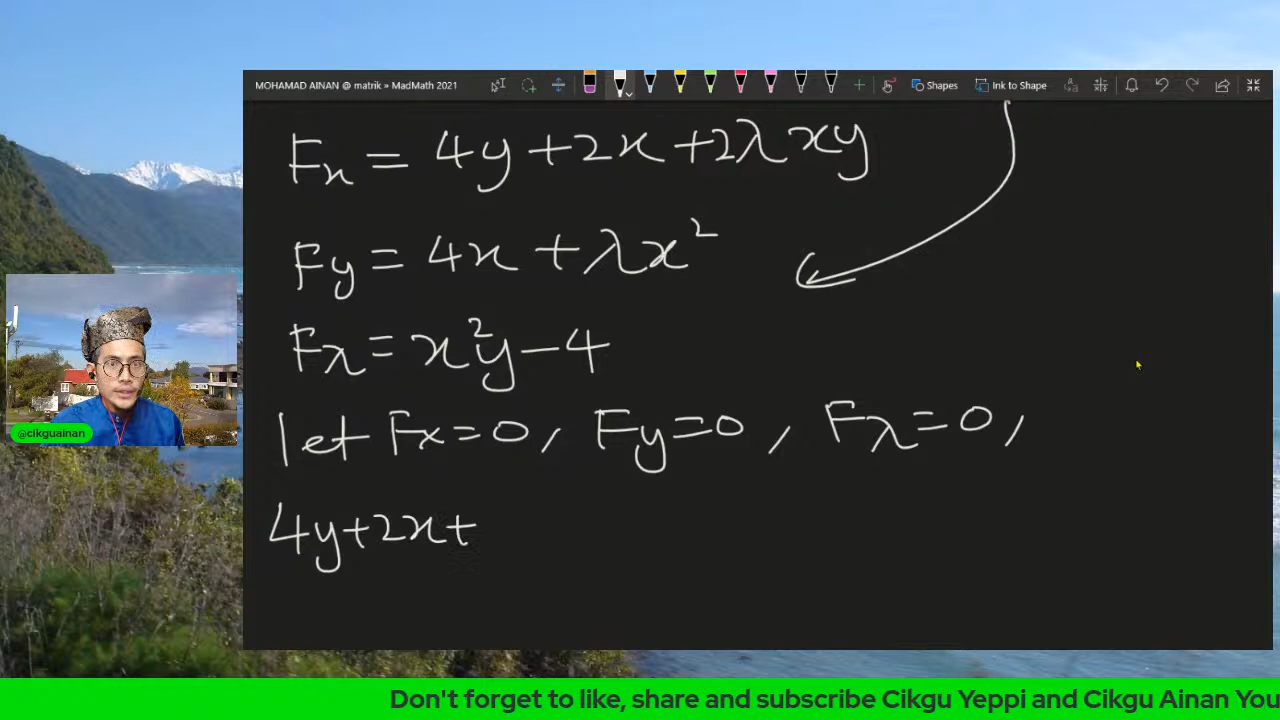 MOHAMAD AINAN @ matrik » MadMath 2021
Shapes
Ink to Shape
Fx = 4y + 2x + 2λxy
Fy = 4x + λx²
Fλ = x²y - 4
let Fx = 0, Fy = 0, Fλ = 0,
4y + 2x +
@cikguainan
Don't forget to like, share and subscribe Cikgu Yeppi and Cikgu Ainan You